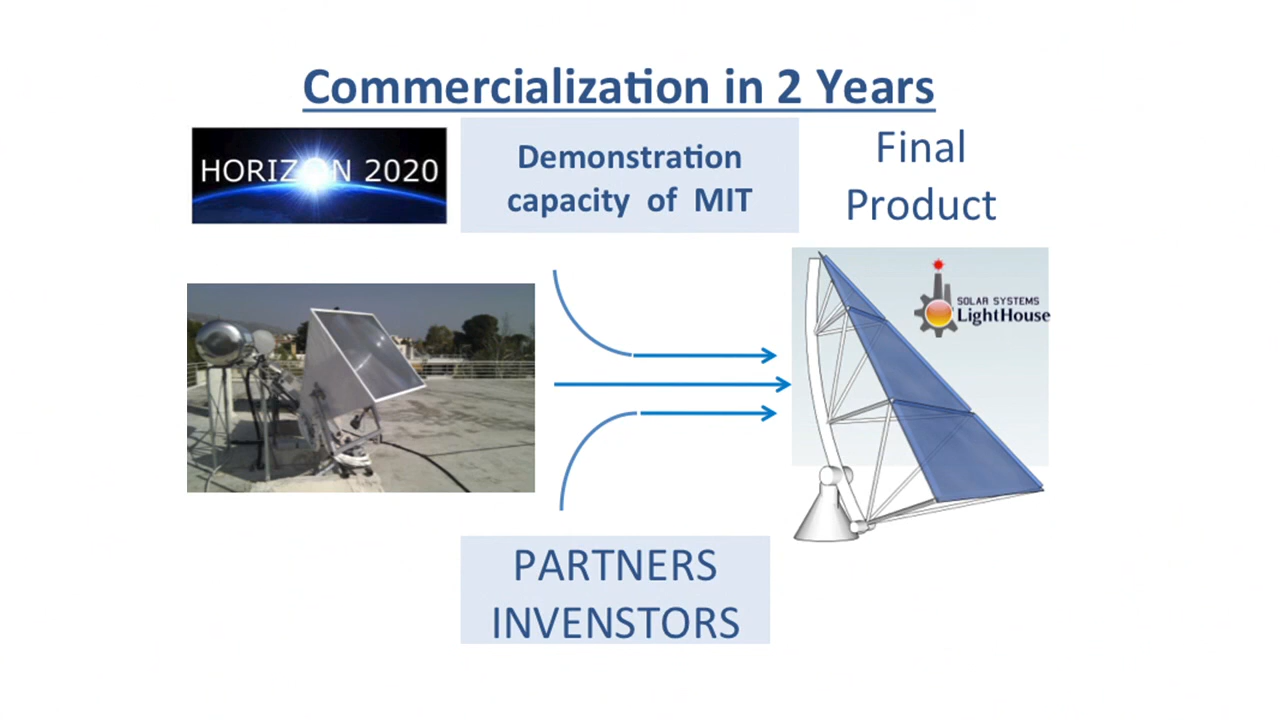 Commercialization in 2 Years
HORIZON 2020
Demonstration
capacity of MIT
Final
Product
SOLAR SYSTEMS
LightHouse
PARTNERS
INVENSTORS